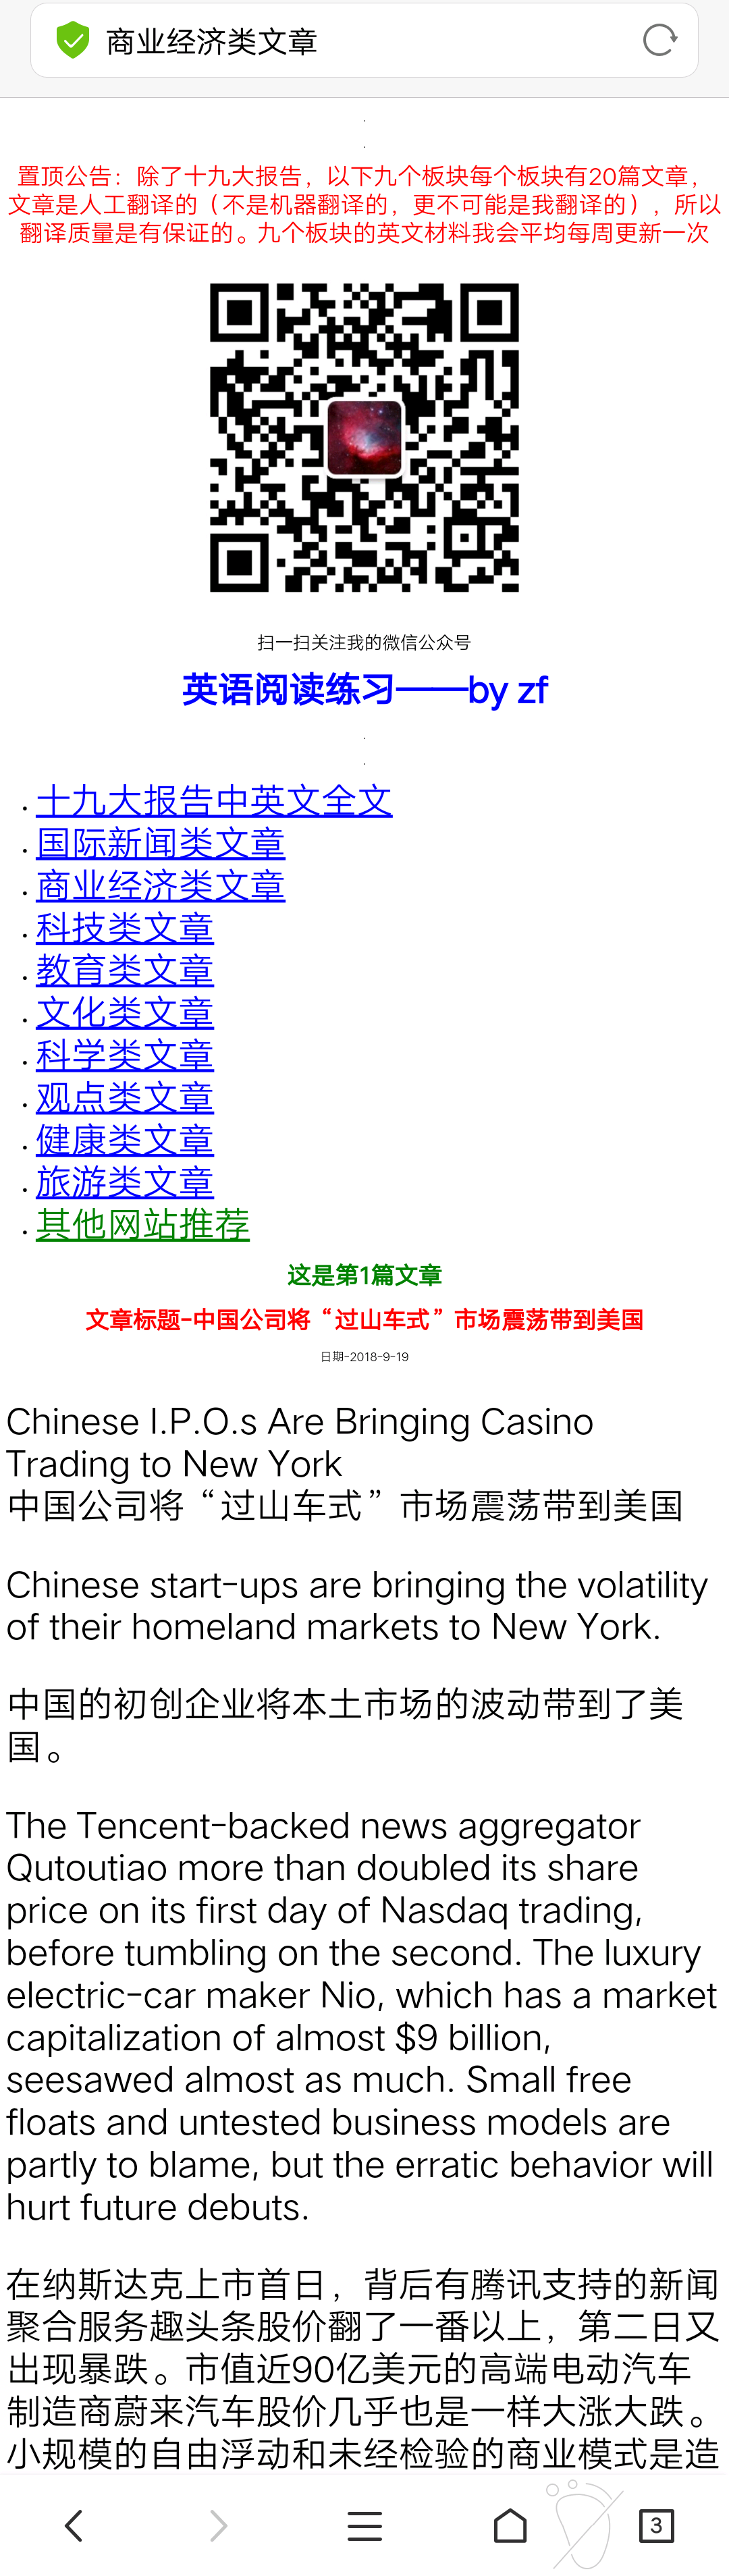 商业经济类文章
.
.
置顶公告：除了十九大报告，以下九个板块每个板块有20篇文章，
文章是人工翻译的（不是机器翻译的，更不可能是我翻译的），所以
翻译质量是有保证的。九个板块的英文材料我会平均每周更新一次
扫一扫关注我的微信公众号
英语阅读练习——by zf
.
.
• 十九大报告中英文全文
• 国际新闻类文章
• 商业经济类文章
• 科技类文章
• 教育类文章
• 文化类文章
• 科学类文章
• 观点类文章
• 健康类文章
• 旅游类文章
• 其他网站推荐
这是第1篇文章
文章标题-中国公司将“过山车式”市场震荡带到美国
日期-2018-9-19
Chinese I.P.O.s Are Bringing Casino
Trading to New York
中国公司将“过山车式”市场震荡带到美国
Chinese start-ups are bringing the volatility
of their homeland markets to New York.
中国的初创企业将本土市场的波动带到了美
国。
The Tencent-backed news aggregator
Qutoutiao more than doubled its share
price on its first day of Nasdaq trading,
before tumbling on the second. The luxury
electric-car maker Nio, which has a market
capitalization of almost $9 billion,
seesawed almost as much. Small free
floats and untested business models are
partly to blame, but the erratic behavior will
hurt future debuts.
在纳斯达克上市首日，背后有腾讯支持的新闻
聚合服务趣头条股价翻了一番以上，第二日又
出现暴跌。市值近90亿美元的高端电动汽车
制造商蔚来汽车股价几乎也是一样大涨大跌。
小规模的自由浮动和未经检验的商业模式是造
3